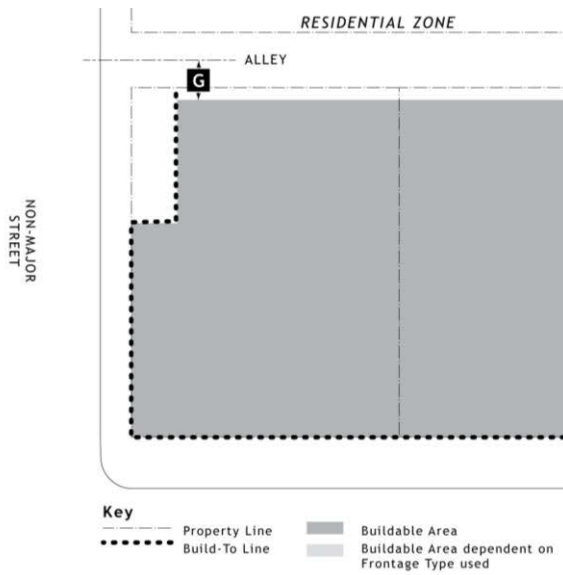 RESIDENTIAL ZONE
ALLEY
G
NON-MAJOR
STREET
Key
Property Line
Build-To Line
Buildable Area
Buildable Area dependent on
Frontage Type used